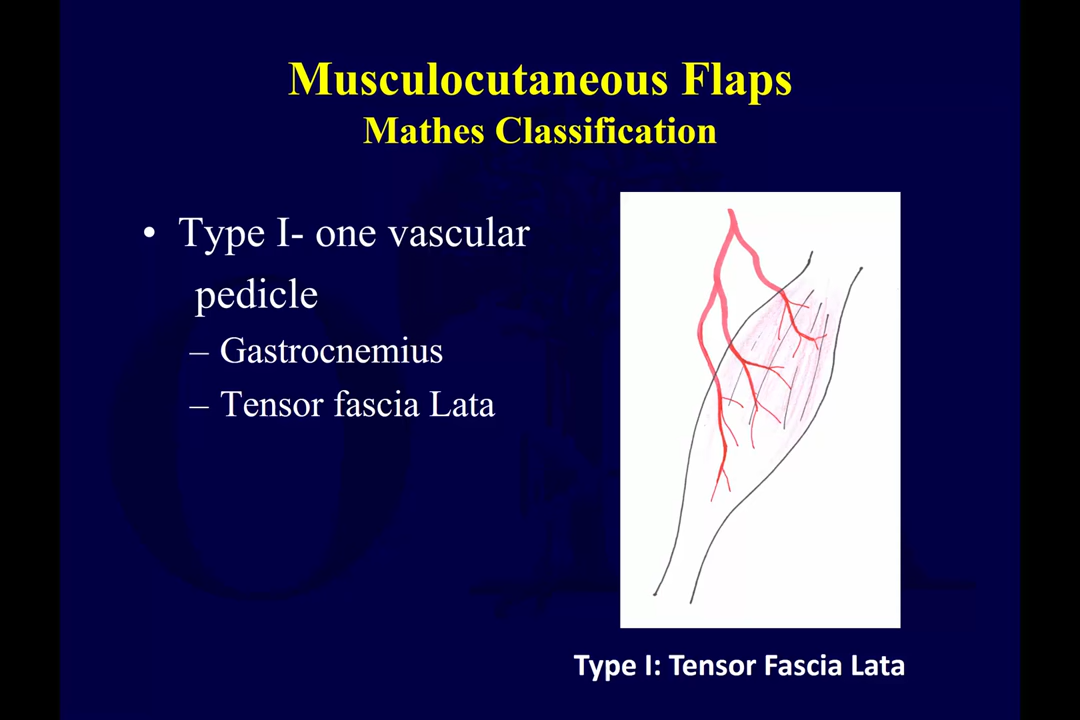 Musculocutaneous Flaps
Mathes Classification
• Type I- one vascular
pedicle
– Gastrocnemius
– Tensor fascia Lata
Type I: Tensor Fascia Lata